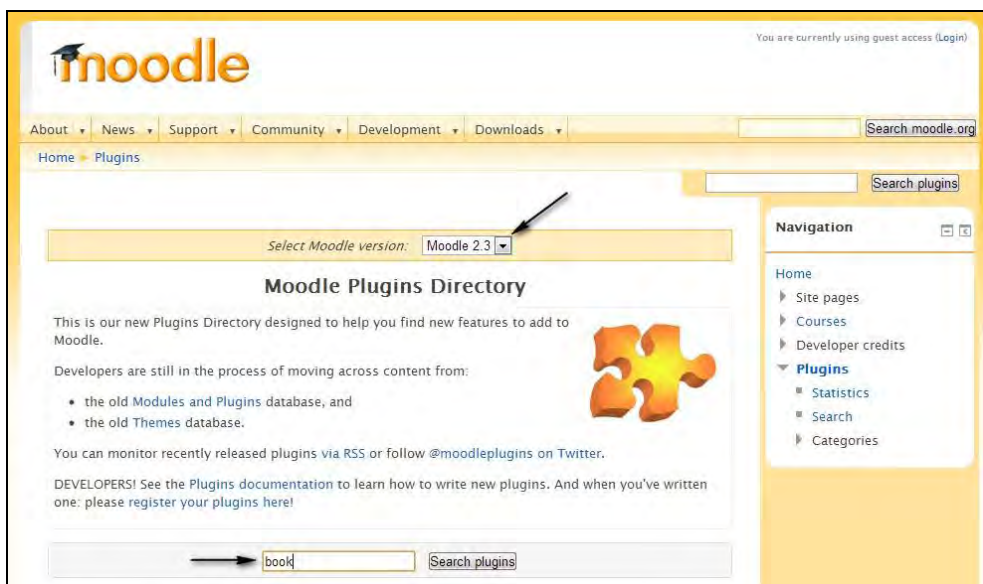 moodle
You are currently using guest access (Login)
About News Support Community Development Downloads
Search moodle.org
Home Plugins
Search plugins
Select Moodle version: Moodle 2.3
Moodle Plugins Directory
This is our new Plugins Directory designed to help you find new features to add to
Moodle.
Developers are still in the process of moving across content from:
• the old Modules and Plugins database, and
• the old Themes database.
You can monitor recently released plugins via RSS or follow @moodleplugins on Twitter.
DEVELOPERS! See the Plugins documentation to learn how to write new plugins. And when you've written
one: please register your plugins here!
book Search plugins
Navigation
Home
Site pages
Courses
Developer credits
Plugins
Statistics
Search
Categories